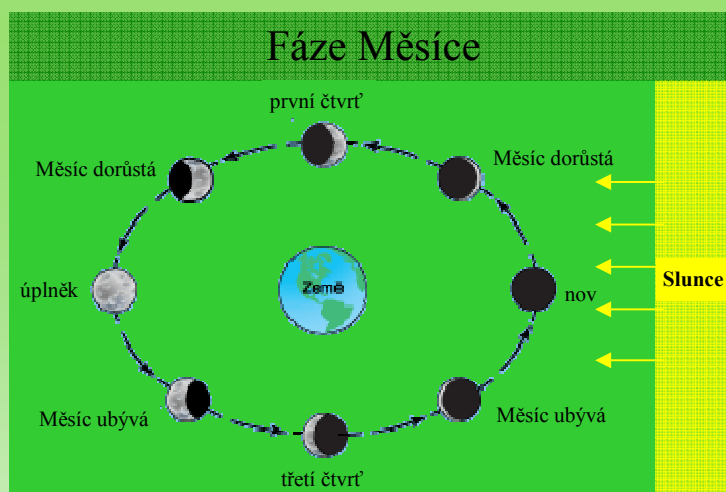 Fáze Měsíce
první čtvrť
Měsíc dorůstá
Měsíc dorůstá
úplněk
Země
nov
Slunce
Měsíc ubývá
Měsíc ubývá
třetí čtvrť